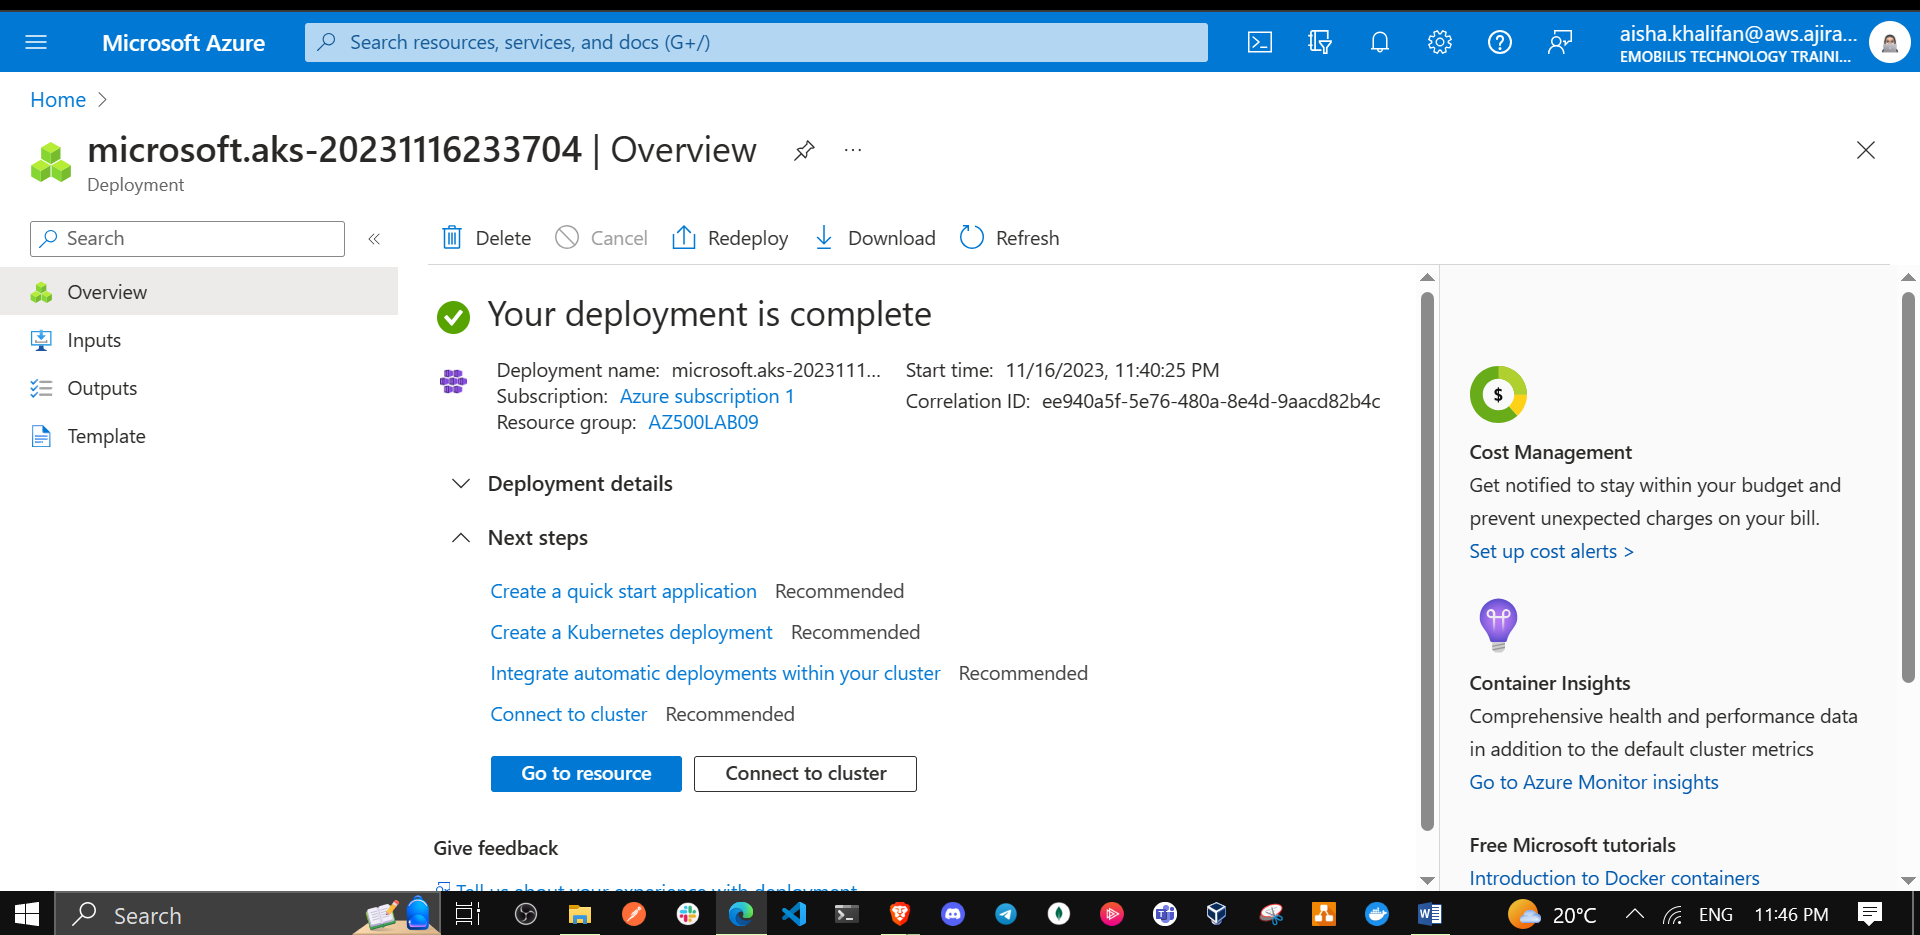 Microsoft Azure
Search resources, services, and docs (G+/)
aisha.khalifan@aws.ajira...
EMOBILIS TECHNOLOGY TRAINI...
Home
microsoft.aks-20231116233704 | Overview
...
Deployment
Search
«
Delete
Cancel
Redeploy
Download
Refresh
Overview
Inputs
Outputs
Template
Your deployment is complete
Deployment name: microsoft.aks-2023111...
Subscription: Azure subscription 1
Resource group: AZ500LAB09
Start time: 11/16/2023, 11:40:25 PM
Correlation ID: ee940a5f-5e76-480a-8e4d-9aacd82b4c
Deployment details
Next steps
Create a quick start application Recommended
Create a Kubernetes deployment Recommended
Integrate automatic deployments within your cluster Recommended
Connect to cluster Recommended
Go to resource
Connect to cluster
Give feedback
Tell us about your experience with deployment
$
Cost Management
Get notified to stay within your budget and
prevent unexpected charges on your bill.
Set up cost alerts >
Container Insights
Comprehensive health and performance data
in addition to the default cluster metrics
Go to Azure Monitor insights
Free Microsoft tutorials
Introduction to Docker containers
Search
20°C
ENG
11:46 PM